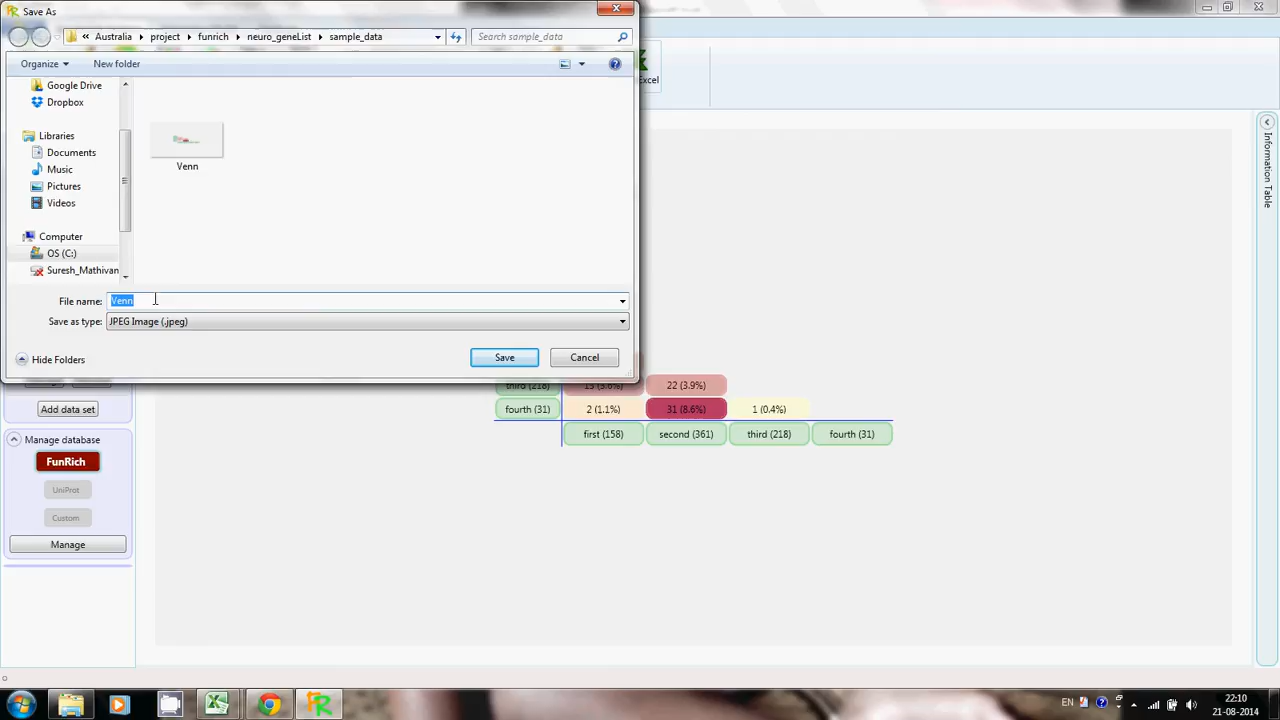 Save As
« Australia project funrich neuro_geneList sample_data
Search sample_data
Organize
New folder
Excel
Google Drive
Dropbox
Libraries
Documents
Music
Pictures
Videos
Computer
OS (C:)
Suresh_Mathivan
Venn
File name: Venn
Save as type: JPEG Image (.jpeg)
Hide Folders
Save
Cancel
Information Table
third (218) 22 (3.9%)
fourth (31) 2 (1.1%) 31 (8.6%) 1 (0.4%)
first (158) second (361) third (218) fourth (31)
Add data set
Manage database
FunRich
UniProt
Custom
Manage
EN
22:10
21-08-2014